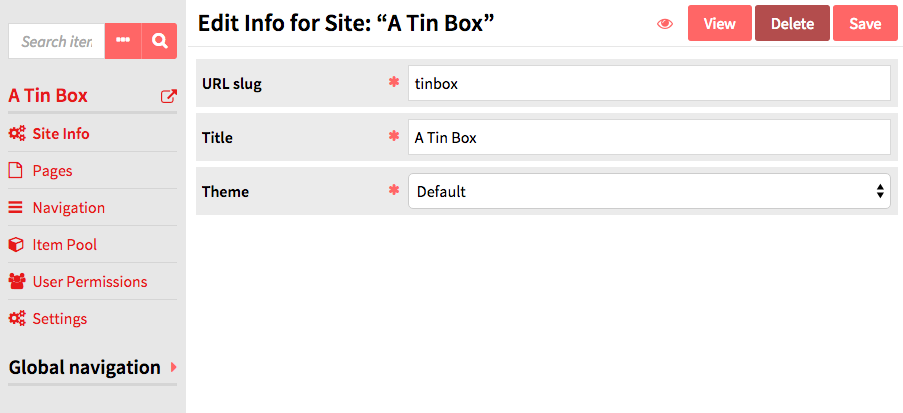 Search iter
A Tin Box
Site Info
Pages
Navigation
Item Pool
User Permissions
Settings
Global navigation
Edit Info for Site: “A Tin Box”
View
Delete
Save
URL slug
tinbox
Title
A Tin Box
Theme
Default